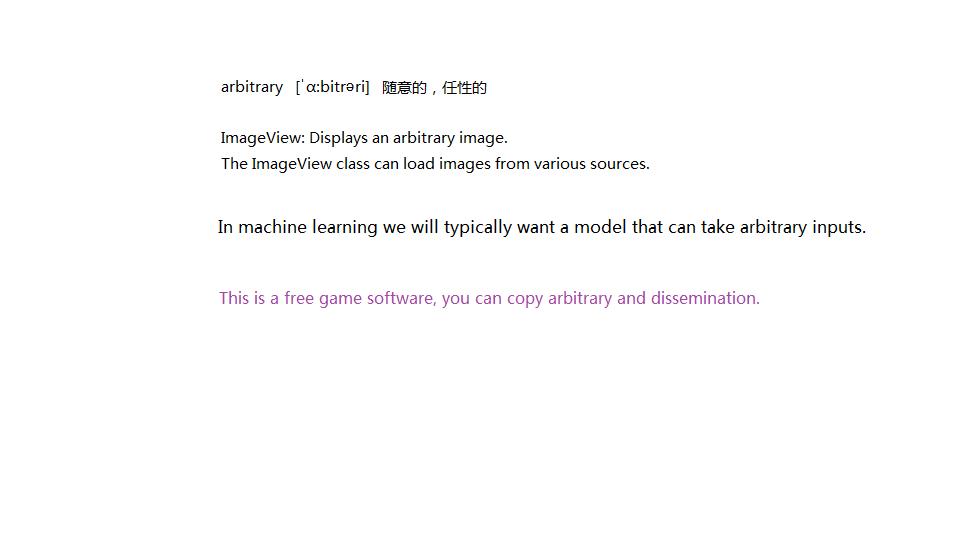 arbitrary [ˈɑ:bitrəri] 随意的，任性的
ImageView: Displays an arbitrary image.
The ImageView class can load images from various sources.
In machine learning we will typically want a model that can take arbitrary inputs.
This is a free game software, you can copy arbitrary and dissemination.